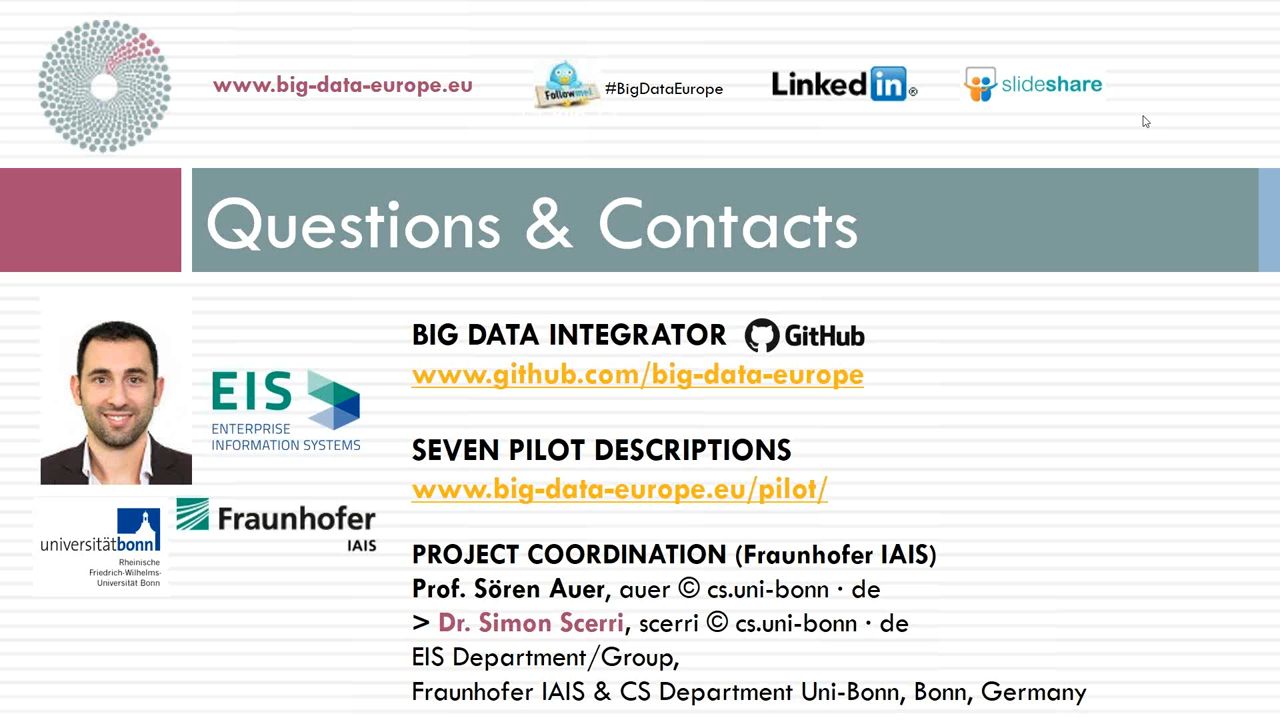 www.big-data-europe.eu
Follow me!
#BigDataEurope
Linked in ®
slideshare
Questions & Contacts
BIG DATA INTEGRATOR GitHub
www.github.com/big-data-europe
EIS
ENTERPRISE
INFORMATION SYSTEMS
SEVEN PILOT DESCRIPTIONS
www.big-data-europe.eu/pilot/
universitätbonn
Rheinische
Friedrich-Wilhelms-
Universität Bonn
Fraunhofer
IAIS
PROJECT COORDINATION (Fraunhofer IAIS)
Prof. Sören Auer, auer © cs.uni-bonn · de
> Dr. Simon Scerri, scerri © cs.uni-bonn · de
EIS Department/Group,
Fraunhofer IAIS & CS Department Uni-Bonn, Bonn, Germany